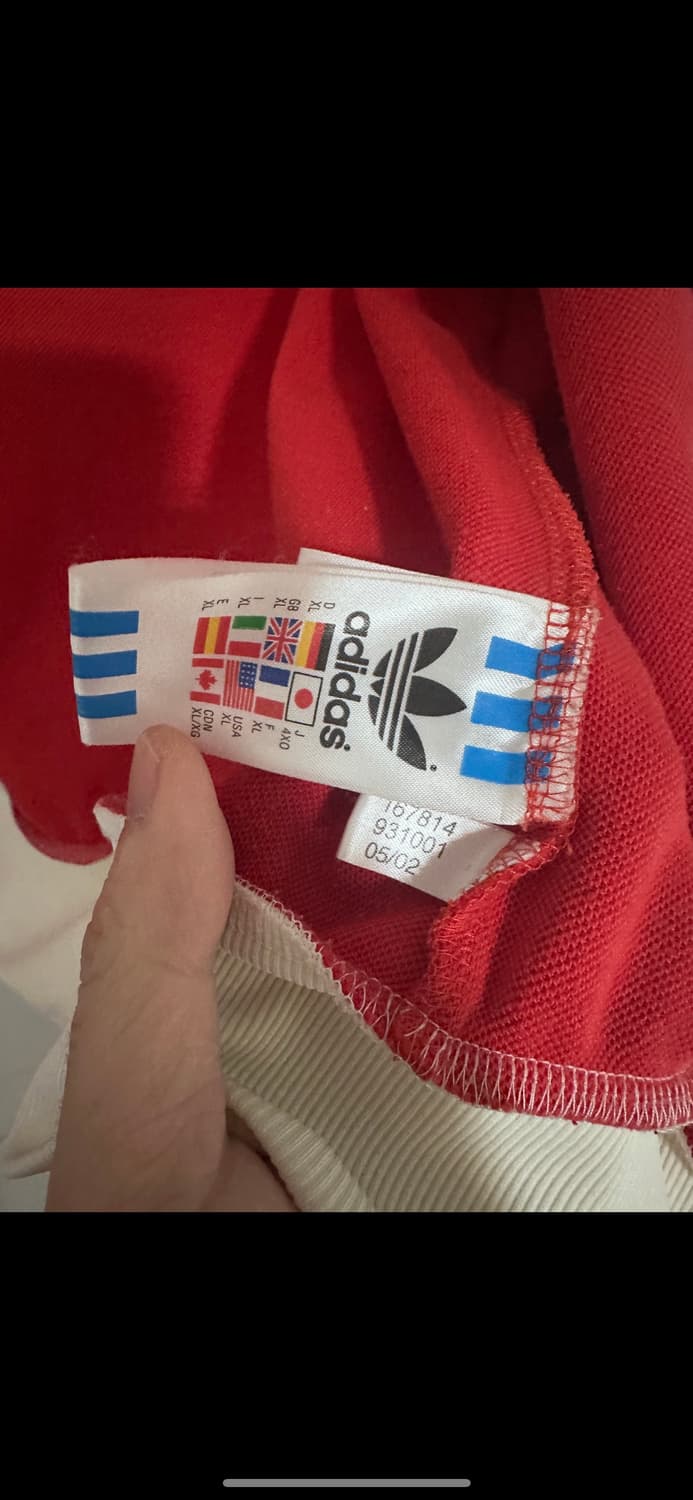 adidas
D
XL
GB
XL
I
XL
E
XL
J
4XO
F
XL
USA
XL
CDN
XL/XG
167814
931001
05/02